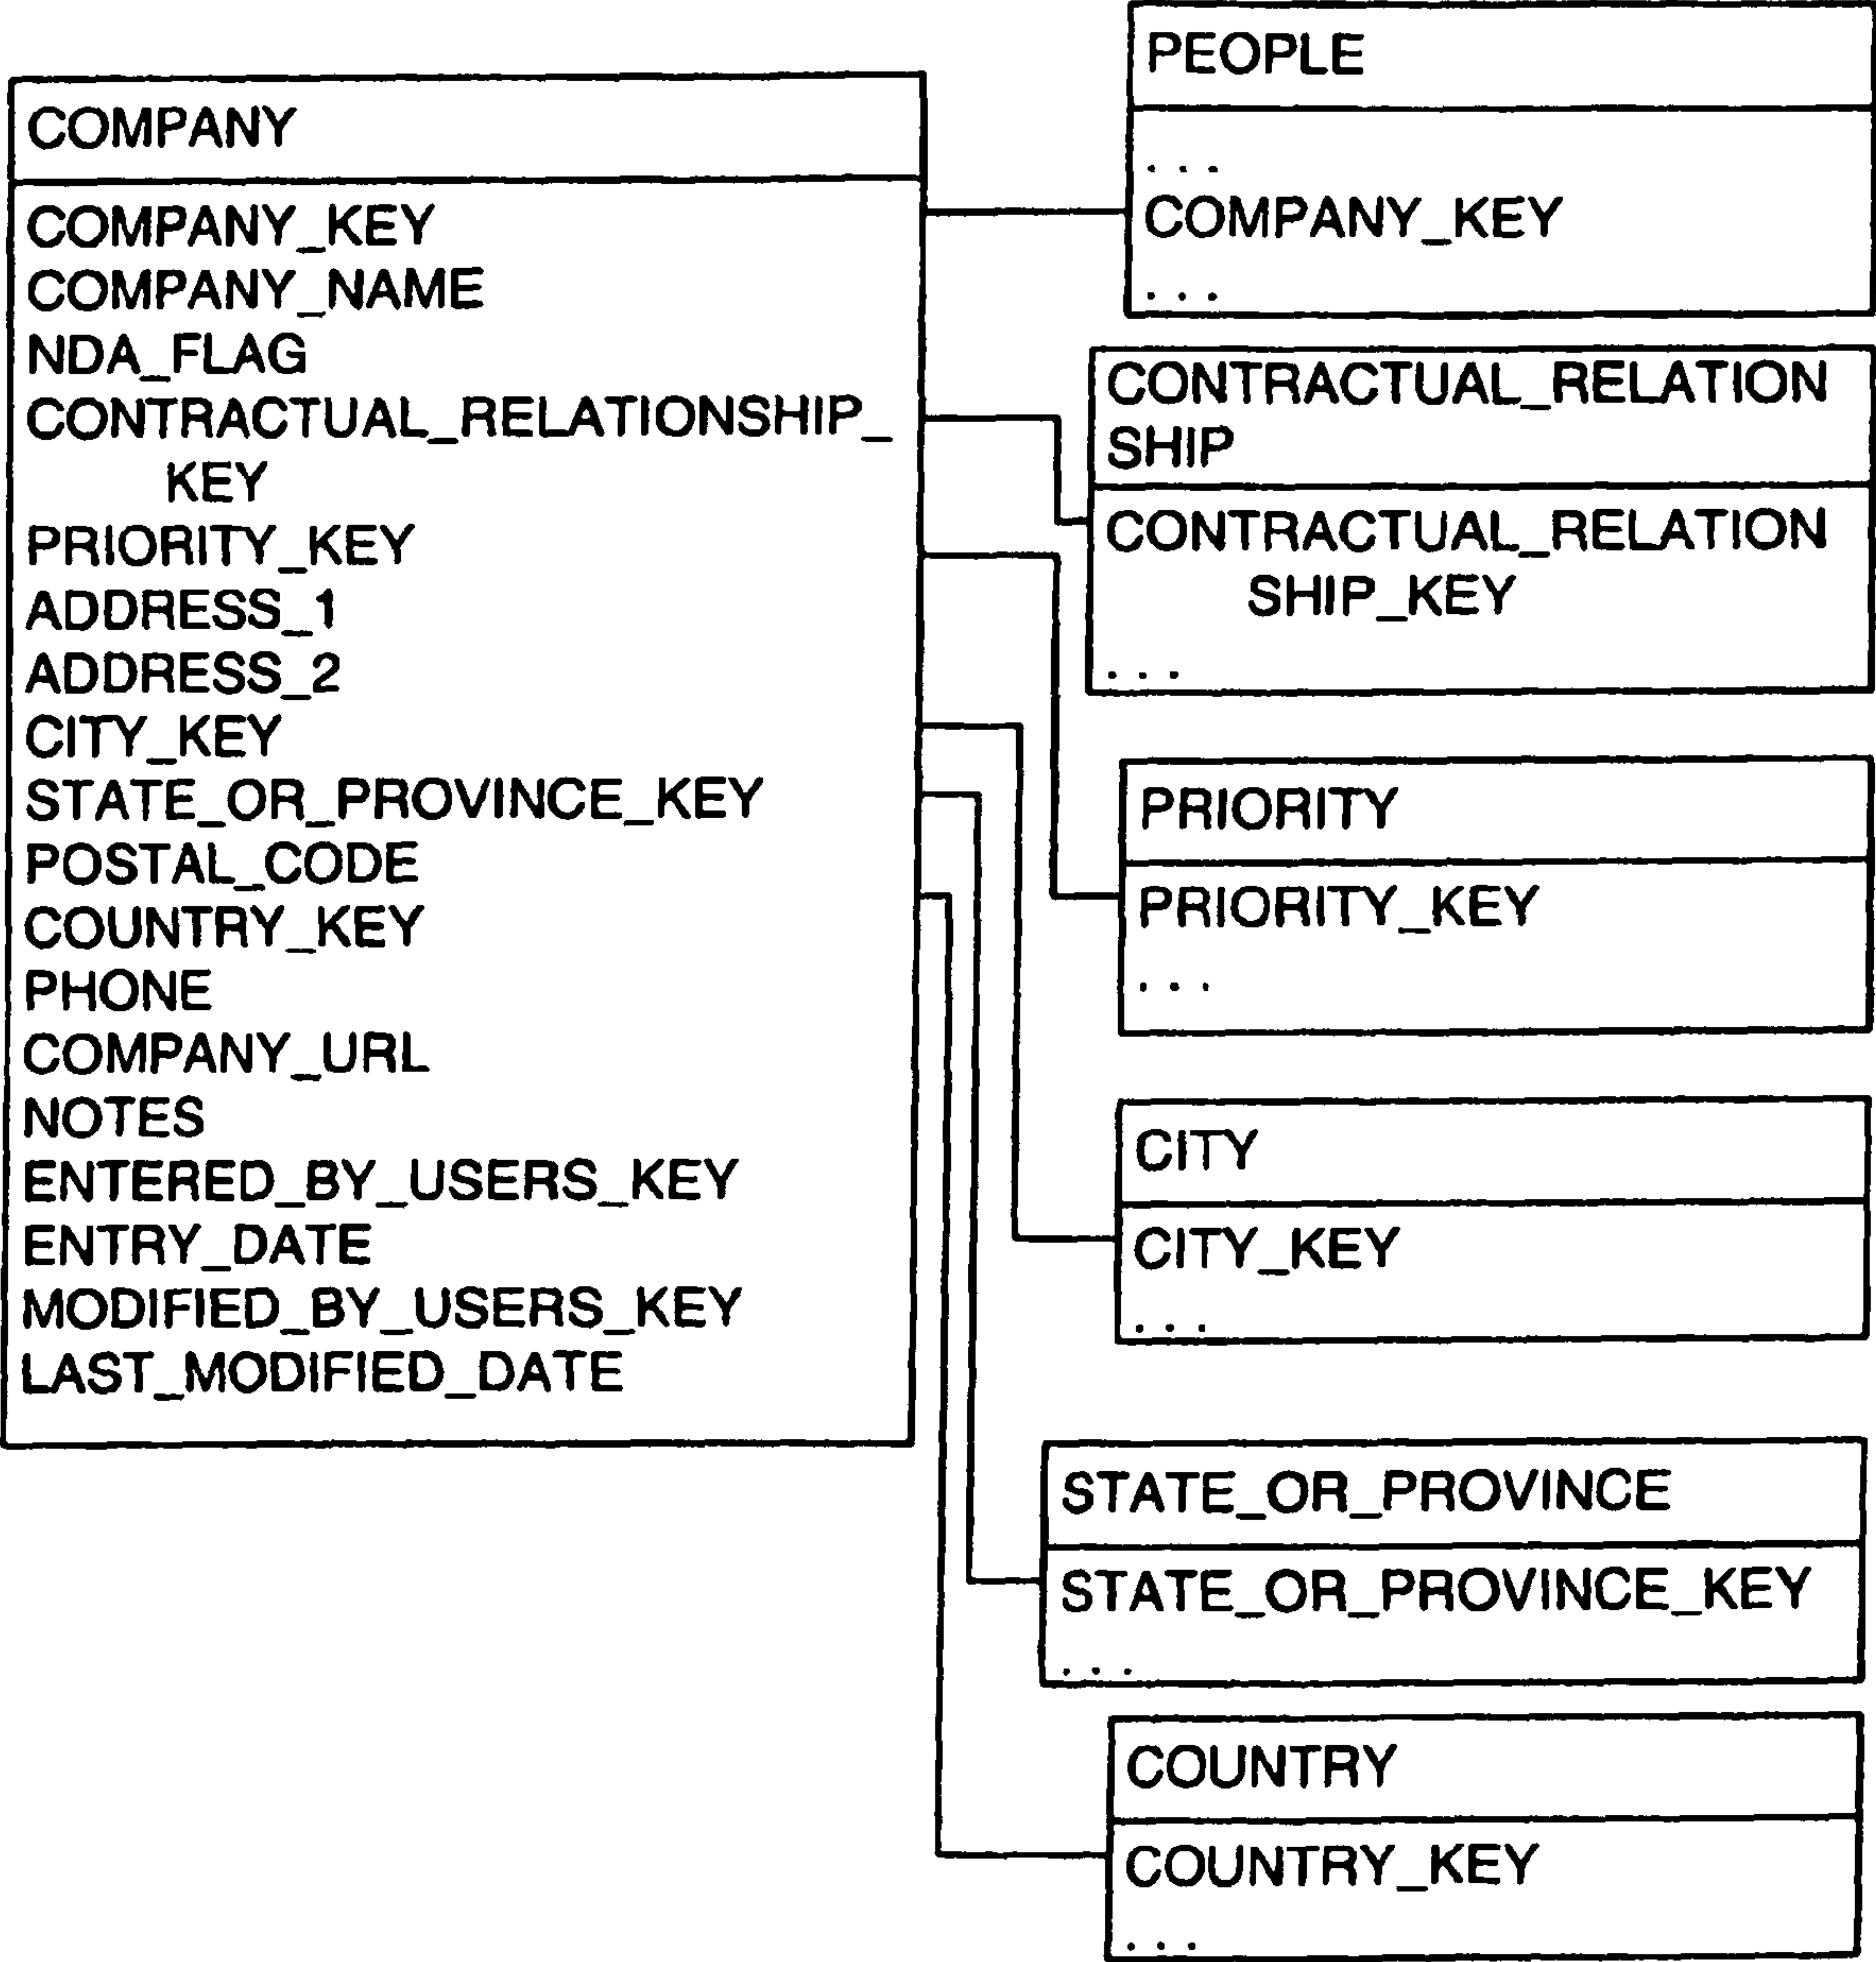 COMPANY
COMPANY_KEY
COMPANY_NAME
NDA_FLAG
CONTRACTUAL_RELATIONSHIP_
KEY
PRIORITY_KEY
ADDRESS_1
ADDRESS_2
CITY_KEY
STATE_OR_PROVINCE_KEY
POSTAL_CODE
COUNTRY_KEY
PHONE
COMPANY_URL
NOTES
ENTERED_BY_USERS_KEY
ENTRY_DATE
MODIFIED_BY_USERS_KEY
LAST_MODIFIED_DATE
PEOPLE
. . .
COMPANY_KEY
. . .
CONTRACTUAL_RELATION
SHIP
CONTRACTUAL_RELATION
SHIP_KEY
. . .
PRIORITY
PRIORITY_KEY
. . .
CITY
CITY_KEY
. . .
STATE_OR_PROVINCE
STATE_OR_PROVINCE_KEY
. . .
COUNTRY
COUNTRY_KEY
. . .